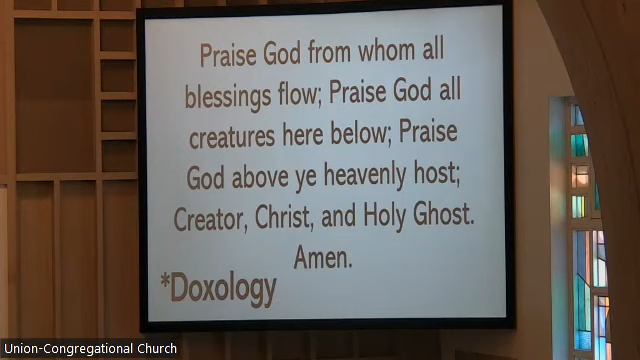 Praise God from whom all
blessings flow; Praise God all
creatures here below; Praise
God above ye heavenly host;
Creator, Christ, and Holy Ghost.
Amen.
*Doxology
Union-Congregational Church